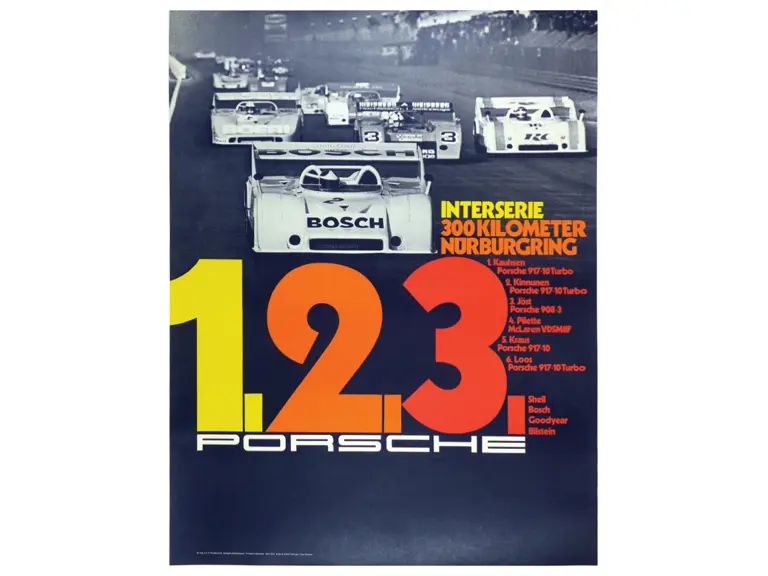 BOSCH
3
BOSCH
INTERSERIE
300 KILOMETER
NÜRBURGRING
1. Kauhsen
Porsche 917-10 Turbo
2. Kinnunen
Porsche 917-10 Turbo
3. Jöst
Porsche 908-3
4. Pilette
McLaren
5. Kraus
Porsche 917-10
6. Loos
Porsche 917-10 Turbo
1. 2. 3.
Shell
Bosch
Goodyear
Bilstein
PORSCHE